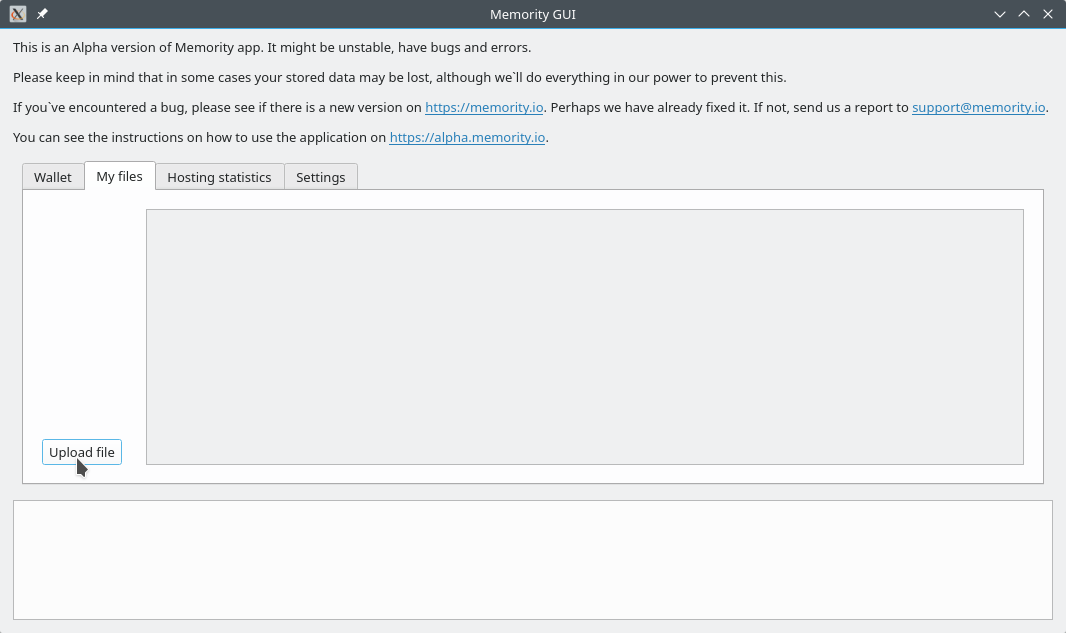 Memority GUI
This is an Alpha version of Memority app. It might be unstable, have bugs and errors.
Please keep in mind that in some cases your stored data may be lost, although we`ll do everything in our power to prevent this.
If you`ve encountered a bug, please see if there is a new version on https://memority.io. Perhaps we have already fixed it. If not, send us a report to support@memority.io.
You can see the instructions on how to use the application on https://alpha.memority.io.
Wallet My files Hosting statistics Settings
Upload file